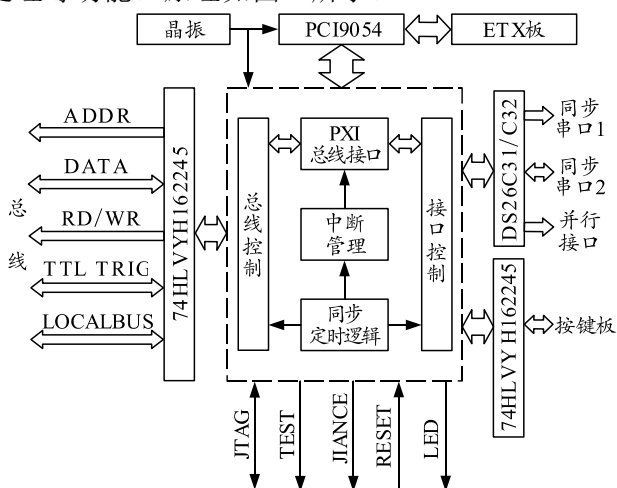 晶振
PCI9054
ETX板
ADDR
DATA
RD/WR
TTL TRIG
LOCALBUS
总
线
74HLVYH162245
总线控制
PXI
总线接口
中断
管理
同步
定时逻辑
接口控制
DS26C31/C32
同步
串口1
同步
串口2
并行
接口
74HLVYH162245
按键板
JTAG
TEST
JIANCE
RESET
LED